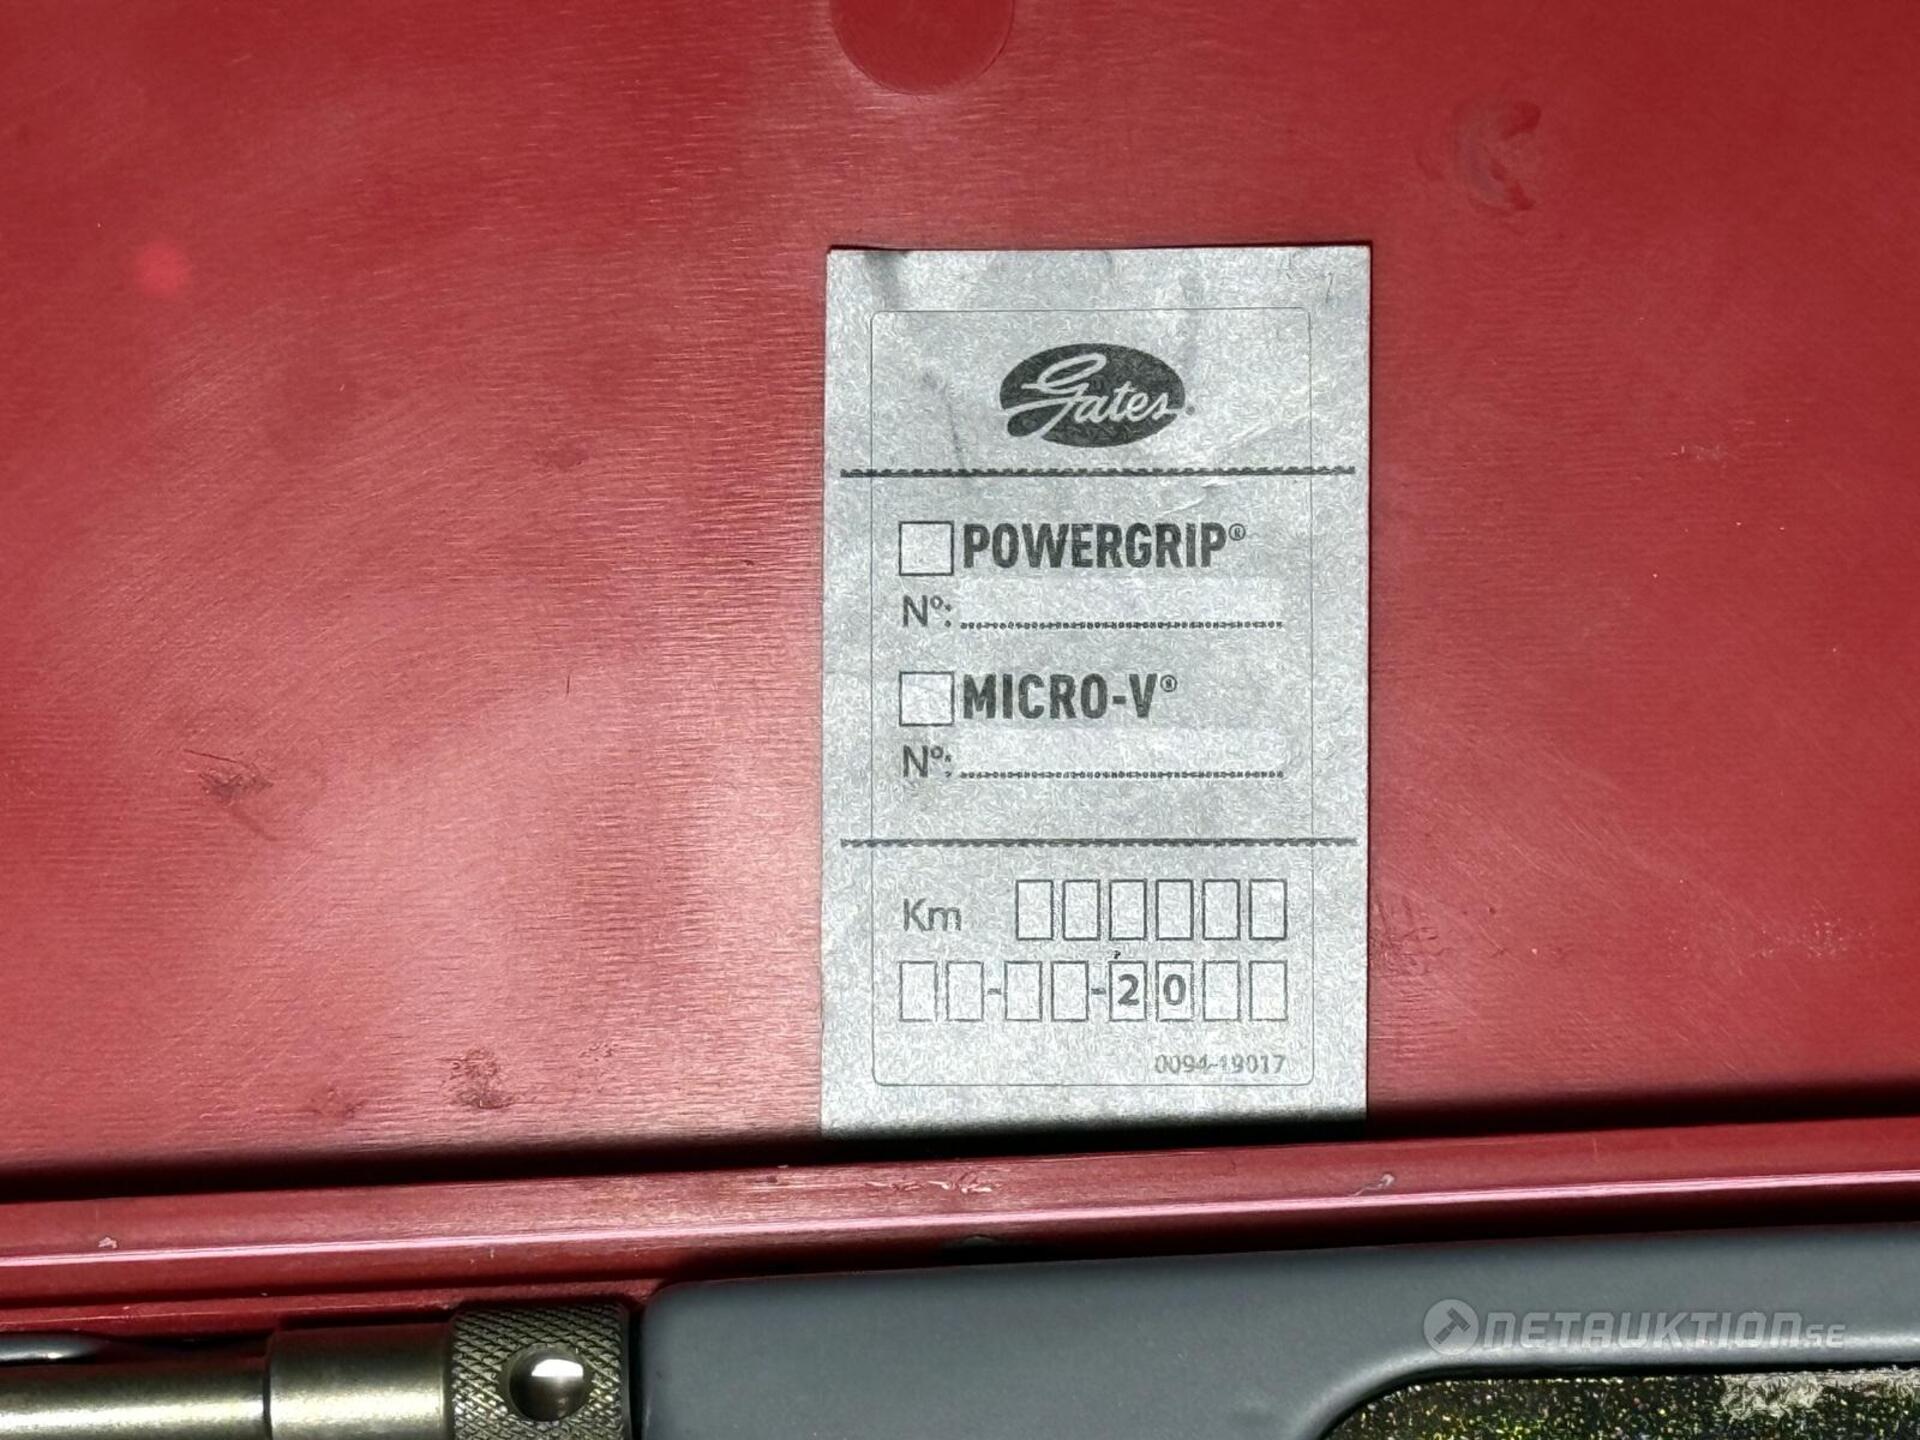 Gates
POWERGRIP®
Nº:
MICRO-V®
Nº:
Km
- - 20
0094-19017
NETAUKTION.SE